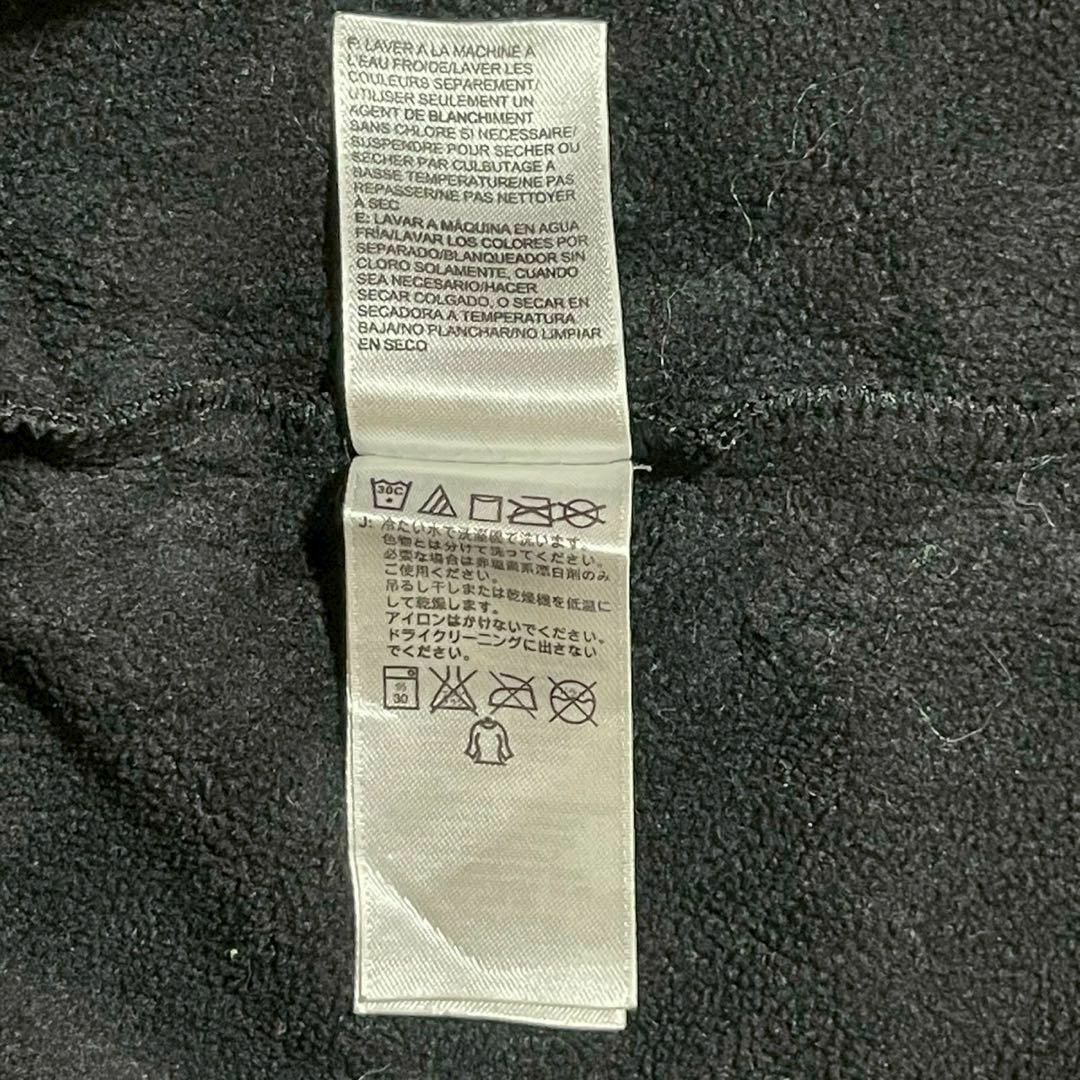 F: LAVER A LA MACHINE A
L'EAU FROIDE/LAVER LES
COULEURS SEPAREMENT/
UTILISER SEULEMENT UN
AGENT DE BLANCHIMENT
SANS CHLORE SI NECESSAIRE/
SUSPENDRE POUR SECHER OU
SECHER PAR CULBUTAGE A
BASSE TEMPERATURE/NE PAS
REPASSER/NE PAS NETTOYER
A SEC
E: LAVAR A MÁQUINA EN AGUA
FRIA/LAVAR LOS COLORES POR
SEPARADO/BLANQUEADOR SIN
CLORO SOLAMENTE, CUANDO
SEA NECESARIO/HACER
SECAR COLGADO, O SECAR EN
SECADORA A TEMPERATURA
BAJA/NO PLANCHAR/NO LIMPIAR
EN SECO
30C
J: 冷たい水で洗濯機で洗います。
色物とは分けて洗ってください。
必要な場合は非塩素系漂白剤のみ
ご使用ください。
吊るし干しまたは乾燥機を低温に
して乾燥します。
アイロンはかけないでください。
ドライクリーニングに出さない
でください。
30